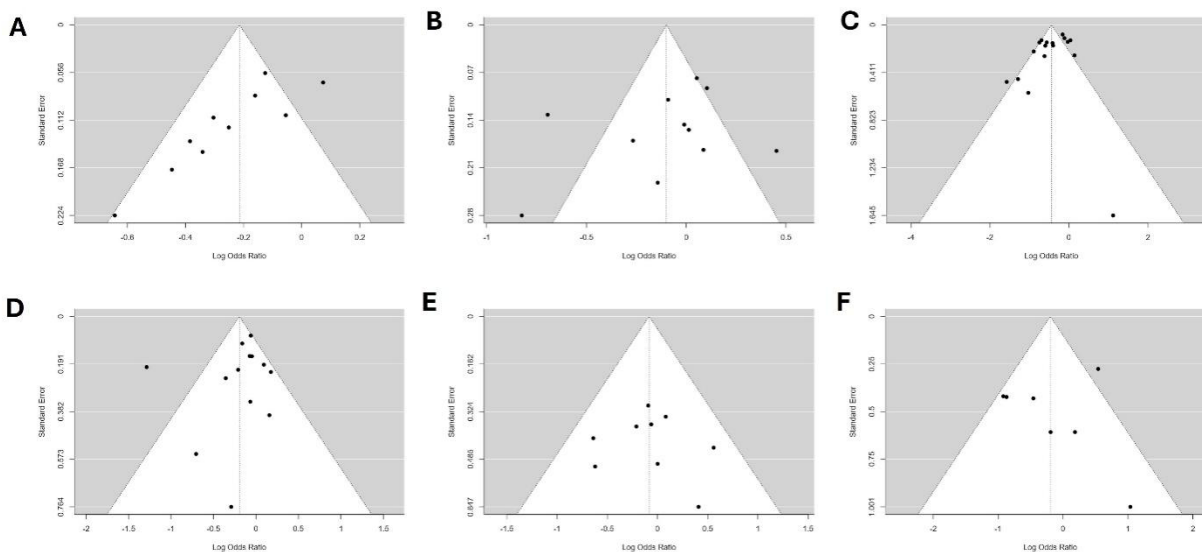 A
Standard Error
0
0.056
0.112
0.168
0.224
-0.6 -0.4 -0.2 0 0.2
Log Odds Ratio
B
Standard Error
0
0.07
0.14
0.21
0.28
-1 -0.5 0 0.5
Log Odds Ratio
C
Standard Error
0
0.411
0.823
1.234
1.645
-4 -2 0 2
Log Odds Ratio
D
Standard Error
0
0.191
0.382
0.573
0.764
-2 -1.5 -1 -0.5 0 0.5 1 1.5
Log Odds Ratio
E
Standard Error
0
0.162
0.324
0.485
0.647
-1.5 -1 -0.5 0 0.5 1 1.5
Log Odds Ratio
F
Standard Error
0
0.25
0.5
0.75
1.001
-2 -1 0 1 2
Log Odds Ratio